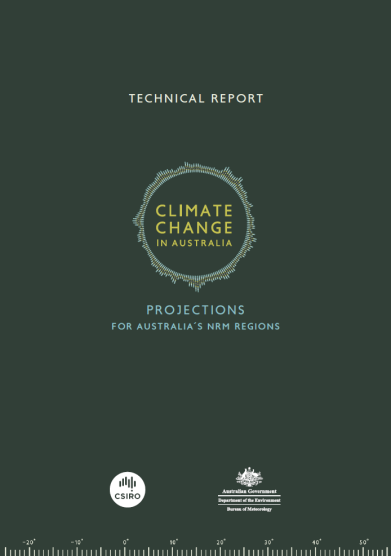 TECHNICAL REPORT
CLIMATE
CHANGE
IN AUSTRALIA
PROJECTIONS
FOR AUSTRALIA´S NRM REGIONS
CSIRO
Australian Government
Department of the Environment
Bureau of Meteorology
-20° -10° 0° 10° 20° 30° 40° 50°